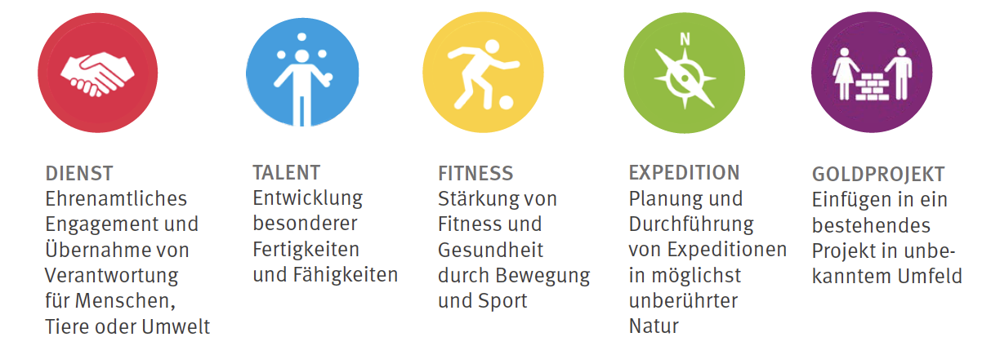 N
DIENST
Ehrenamtliches
Engagement und
Übernahme von
Verantwortung
für Menschen,
Tiere oder Umwelt
TALENT
Entwicklung
besonderer
Fertigkeiten
und Fähigkeiten
FITNESS
Stärkung von
Fitness und
Gesundheit
durch Bewegung
und Sport
EXPEDITION
Planung und
Durchführung
von Expeditionen
in möglichst
unberührter
Natur
GOLDPROJEKT
Einfügen in ein
bestehendes
Projekt in unbe-
kanntem Umfeld